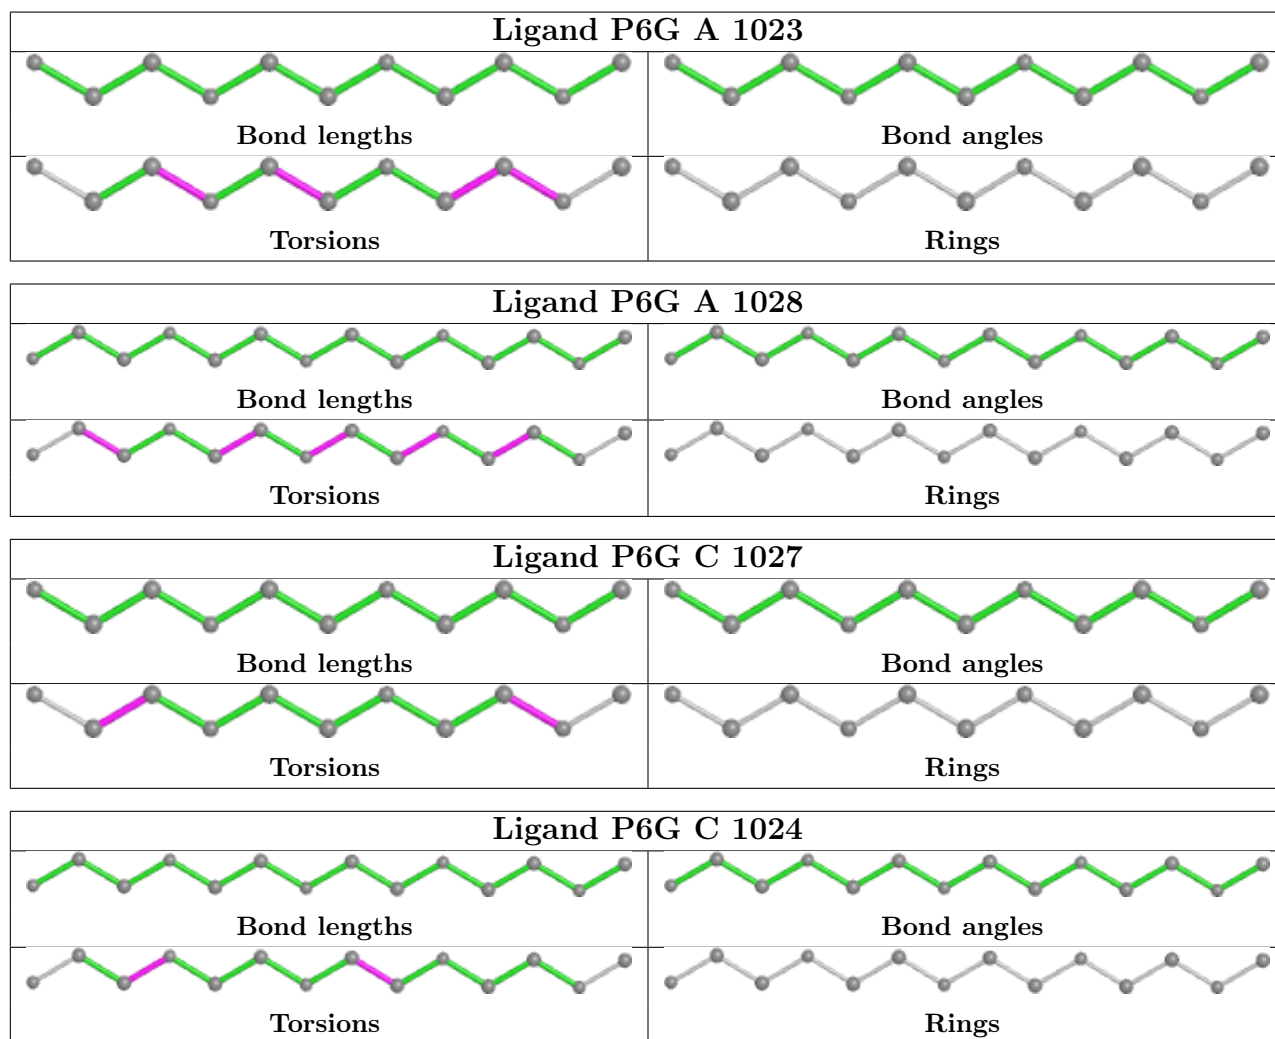 Ligand P6G A 1023
Bond lengths
Bond angles
Torsions
Rings
Ligand P6G A 1028
Bond lengths
Bond angles
Torsions
Rings
Ligand P6G C 1027
Bond lengths
Bond angles
Torsions
Rings
Ligand P6G C 1024
Bond lengths
Bond angles
Torsions
Rings